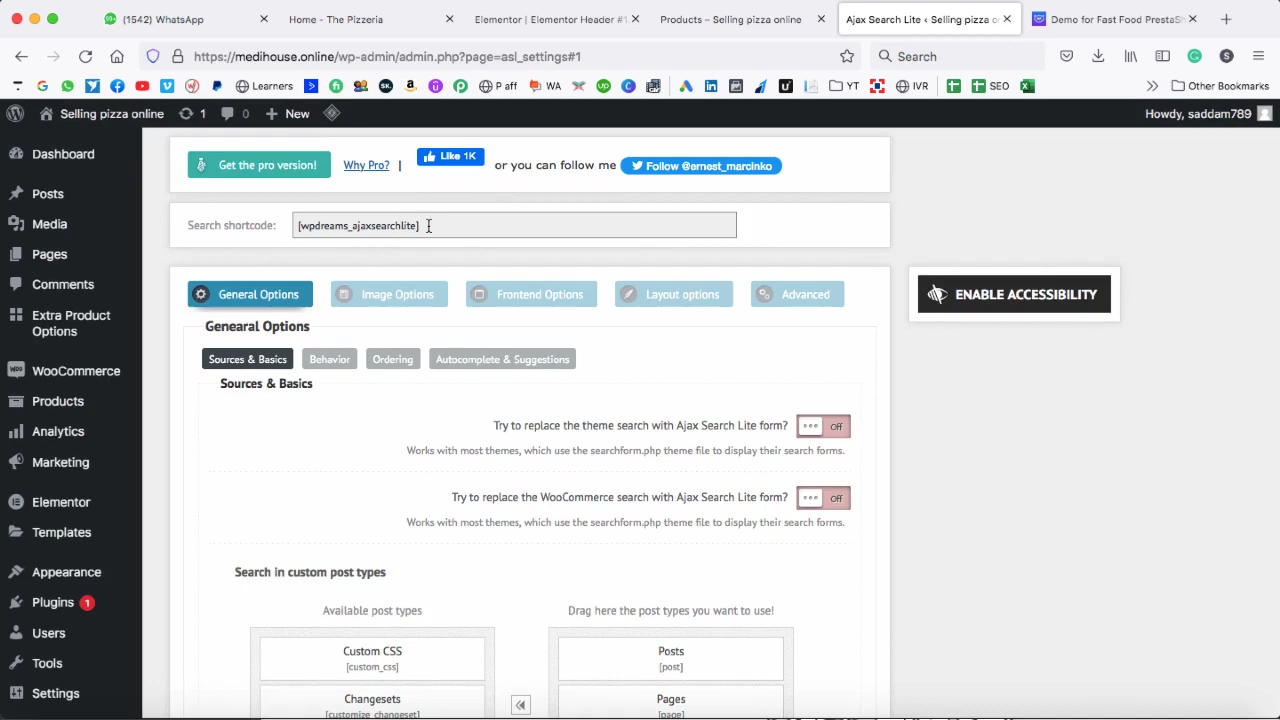 (1542) WhatsApp
Home - The Pizzeria
Elementor | Elementor Header #1
Products – Selling pizza online
Ajax Search Lite ‹ Selling pizza o
Demo for Fast Food PrestaSh
https://medihouse.online/wp-admin/admin.php?page=asl_settings#1
Search
Learners
P aff
WA
YT
IVR
SEO
Other Bookmarks
Selling pizza online
1
0
New
Howdy, saddam789
Dashboard
Posts
Media
Pages
Comments
Extra Product
Options
WooCommerce
Products
Analytics
Marketing
Elementor
Templates
Appearance
Plugins 1
Users
Tools
Settings
Get the pro version!
Why Pro?
|
Like 1K
or you can follow me
Follow @ernest_marcinko
Search shortcode:
[wpdreams_ajaxsearchlite]
General Options
Image Options
Frontend Options
Layout options
Advanced
ENABLE ACCESSIBILITY
Genearal Options
Sources & Basics
Behavior
Ordering
Autocomplete & Suggestions
Sources & Basics
Try to replace the theme search with Ajax Search Lite form?
Off
Works with most themes, which use the searchform.php theme file to display their search forms.
Try to replace the WooCommerce search with Ajax Search Lite form?
Off
Works with most themes, which use the searchform.php theme file to display their search forms.
Search in custom post types
Available post types
Drag here the post types you want to use!
Custom CSS
[custom_css]
Posts
[post]
Changesets
[customize_changeset]
Pages
[page]